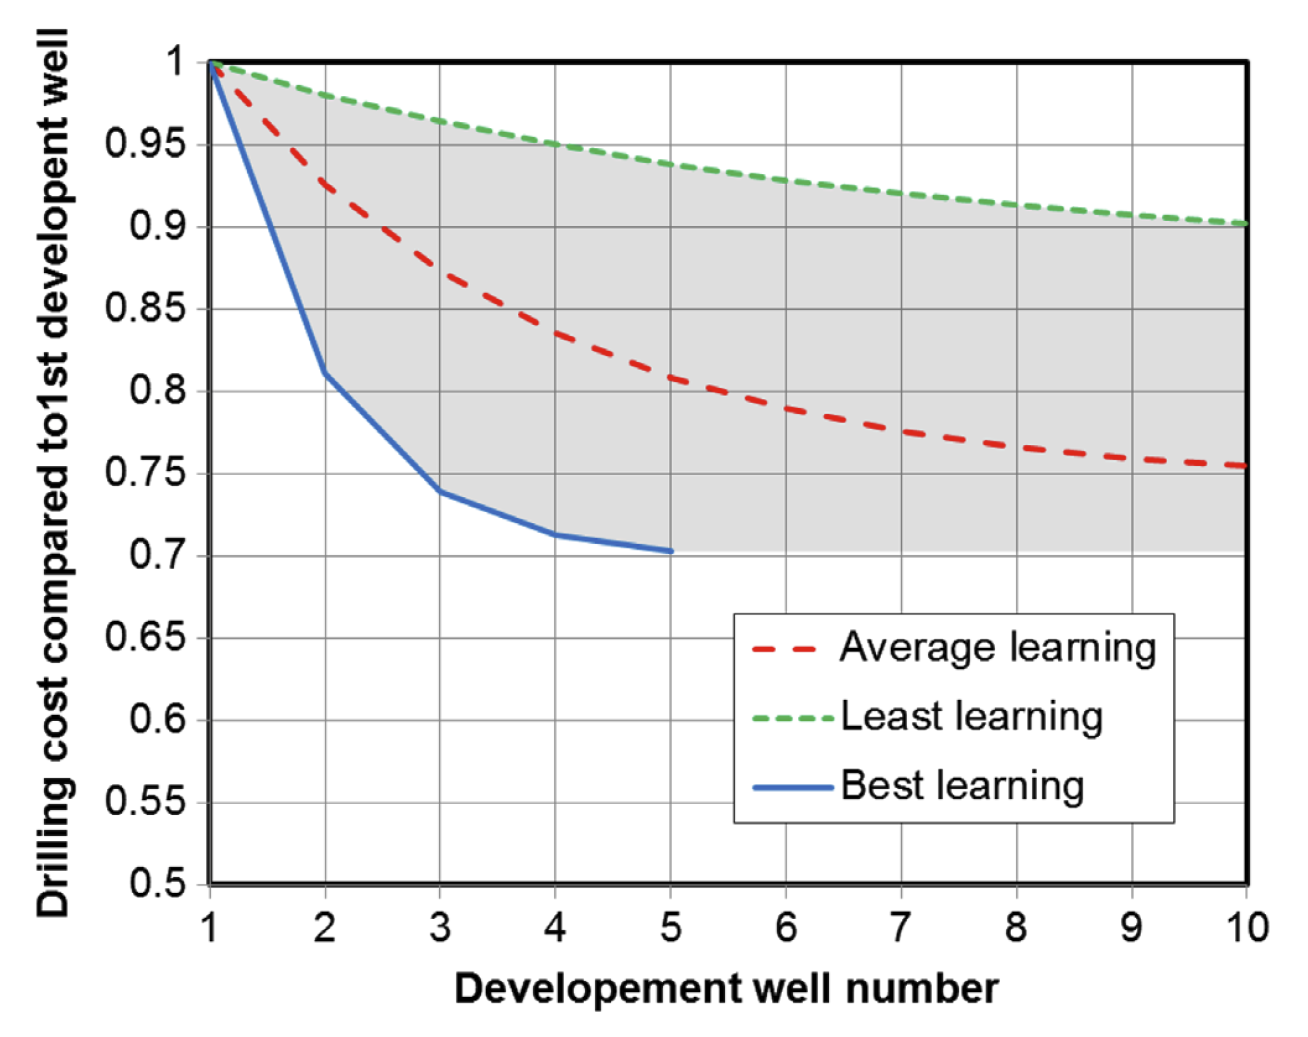 Drilling cost compared to1st developent well
1
0.95
0.9
0.85
0.8
0.75
0.7
0.65
0.6
0.55
0.5
Average learning
Least learning
Best learning
1 2 3 4 5 6 7 8 9 10
Developement well number